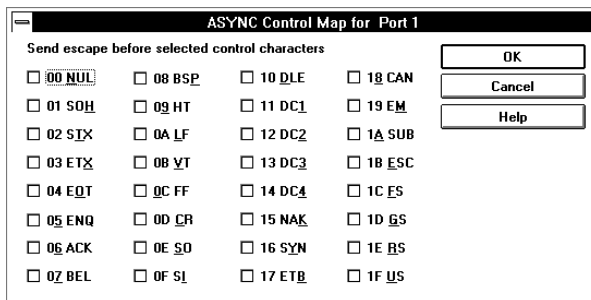 ASYNC Control Map for Port 1
Send escape before selected control characters
00 NUL 08 BSP 10 DLE 18 CAN
01 SOH 09 HT 11 DC1 19 EM
02 STX 0A LF 12 DC2 1A SUB
03 ETX 0B VT 13 DC3 1B ESC
04 EOT 0C FF 14 DC4 1C FS
05 ENQ 0D CR 15 NAK 1D GS
06 ACK 0E SO 16 SYN 1E RS
07 BEL 0F SI 17 ETB 1F US
OK
Cancel
Help